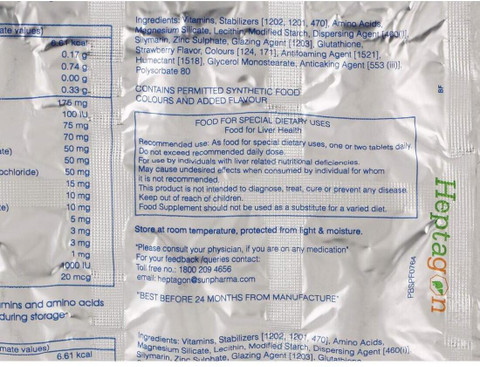 ate values)
6.61 kcal
0.17 g
0.74 g
0.00 g
0.33 g
175 mg
100 IU
75 mg
70 mg
ate) 50 mg
50 mg
ochloride) 50 mg
15 mg
10 mg
te) 10 mg
5 mg
3 mg
3 mg
1 mg
1000 IU
20 mcg
mins and amino acids
during storage*
mate values)
6.61 kcal
Ingredients: Vitamins, Stabilizers [1202, 1201, 470], Amino Acids,
Magnesium Silicate, Lecithin, Modified Starch, Dispersing Agent [460(i)],
Silymarin, Zinc Sulphate, Glazing Agent [1203], Glutathione,
Strawberry Flavor, Colours [124, 171], Antifoaming Agent [1521],
Humectant [1518], Glycerol Monostearate, Anticaking Agent [553 (iii)],
Polysorbate 80
CONTAINS PERMITTED SYNTHETIC FOOD
COLOURS AND ADDED FLAVOUR
FOOD FOR SPECIAL DIETARY USES
Food for Liver Health
Recommended use: As food for special dietary uses, one or two tablets daily
Do not exceed recommended daily dose.
For use by individuals with liver related nutritional deficiencies.
May cause undesired effects when consumed by individual for whom
it is not recommended.
This product is not intended to diagnose, treat, cure or prevent any disease.
Keep out of reach of children.
Food Supplement should not be used as a substitute for a varied diet.
Store at room temperature, protected from light & moisture.
*Please consult your physician, if you are on any medication*
For your feedback /queries contact:
Toll free no.: 1800 209 4656
email: heptagon@sunpharma.com
"BEST BEFORE 24 MONTHS FROM MANUFACTURE"
Ingredients: Vitamins, Stabilizers [1202, 1201, 470], Amino Acids,
Magnesium Silicate, Lecithin, Modified Starch, Dispersing Agent [460(i)]
Silymarin, Zinc Sulphate, Glazing Agent [1203], Glutathione
Heptagon
PBSPF0764